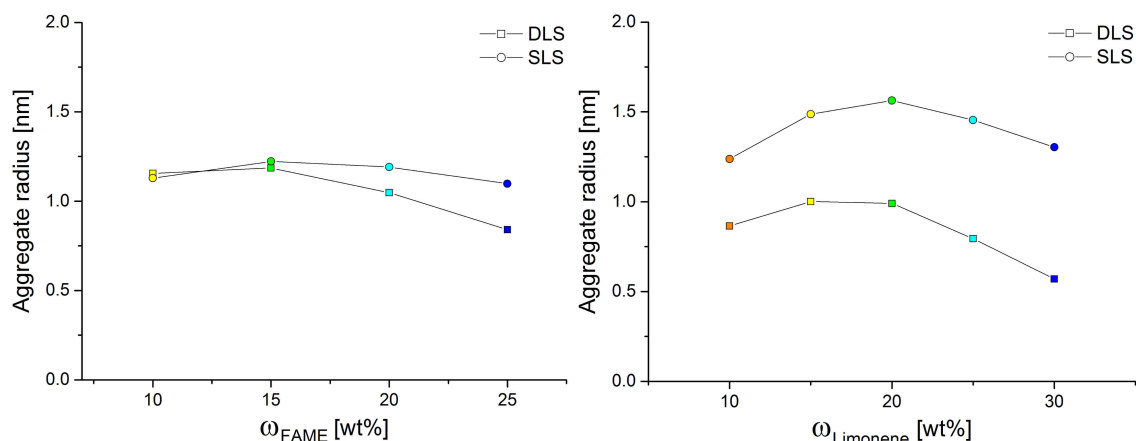 2.0
1.5
1.0
0.5
0.0
Aggregate radius [nm]
DLS
SLS
10 15 20 25
ω_FAME [wt%]
2.0
1.5
1.0
0.5
0.0
Aggregate radius [nm]
DLS
SLS
10 20 30
ω_Limonene [wt%]